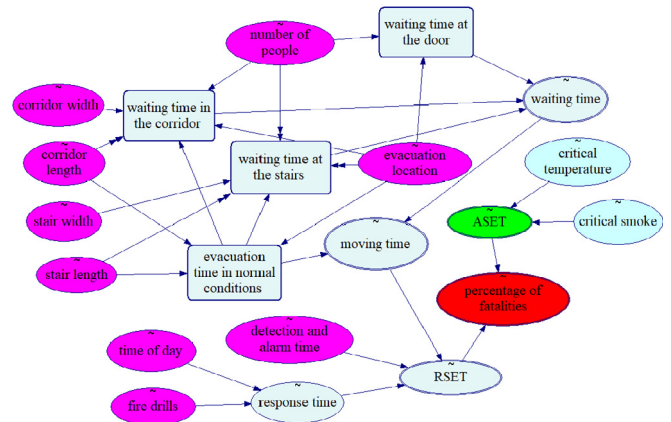 waiting time at
the door
~
number of
people
~
corridor width
waiting time in
the corridor
~
waiting time
~
corridor
length
waiting time at
the stairs
~
evacuation
location
~
critical
temperature
~
stair width
~
ASET
~
critical smoke
~
stair length
evacuation
time in normal
conditions
~
moving time
~
percentage of
fatalities
~
detection and
alarm time
~
time of day
~
RSET
~
fire drills
~
response time